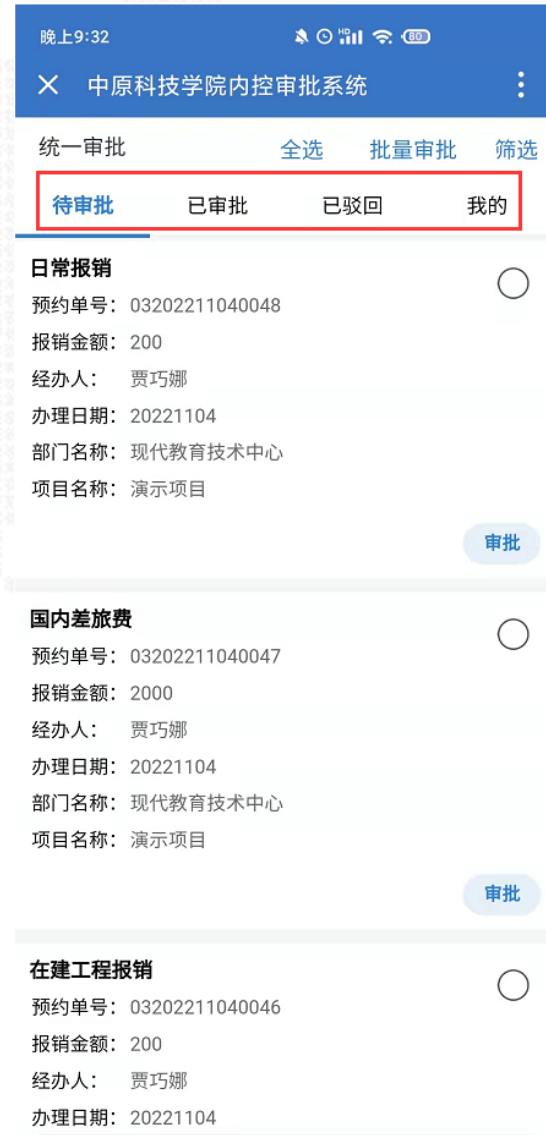 晚上9:32 HD 80
中原科技学院内控审批系统
统一审批 全选 批量审批 筛选
待审批 已审批 已驳回 我的
日常报销
预约单号: 03202211040048
报销金额: 200
经办人: 贾巧娜
办理日期: 20221104
部门名称: 现代教育技术中心
项目名称: 演示项目
审批
国内差旅费
预约单号: 03202211040047
报销金额: 2000
经办人: 贾巧娜
办理日期: 20221104
部门名称: 现代教育技术中心
项目名称: 演示项目
审批
在建工程报销
预约单号: 03202211040046
报销金额: 200
经办人: 贾巧娜
办理日期: 20221104